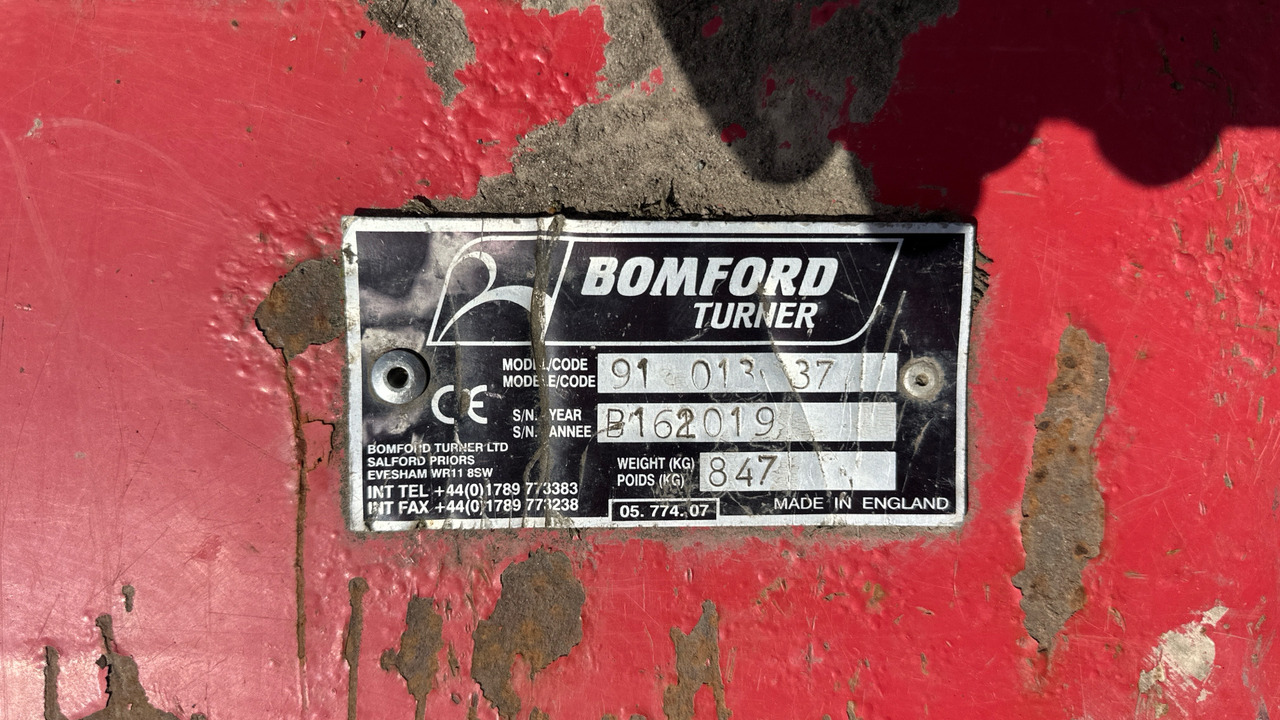 BOMFORD
TURNER
MODEL/CODE
MODELE/CODE
91 013 37
CE
S/N. YEAR
S/N. ANNEE
B162019
BOMFORD TURNER LTD
SALFORD PRIORS
EVESHAM WR11 8SW
INT TEL +44(0)1789 773383
INT FAX +44(0)1789 773238
WEIGHT (KG)
POIDS (KG)
847
05. 774. 07
MADE IN ENGLAND